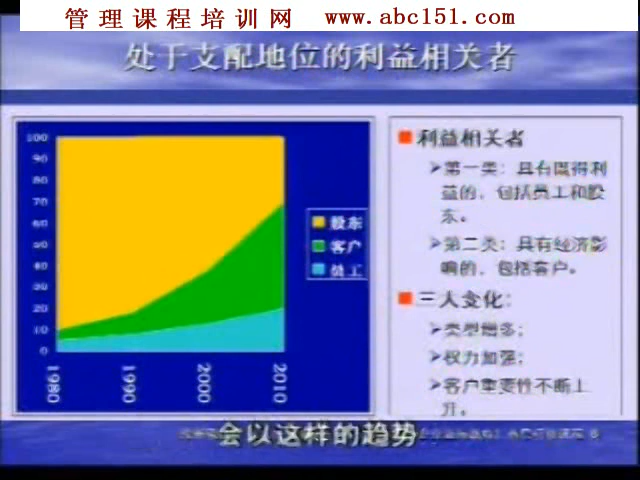 管理课程培训网 www.abc151.com
处于支配地位的利益相关者
100
90
80
70
60
50
40
30
20
10
0
1980
1990
2000
2010
股东
客户
员工
利益相关者
第一类：具有既得利
益的，包括员工和股
东。
第二类：具有经济影
响的，包括客户。
三大变化：
类型增多；
权力加强；
客户重要性不断上
升。
会以这样的趋势